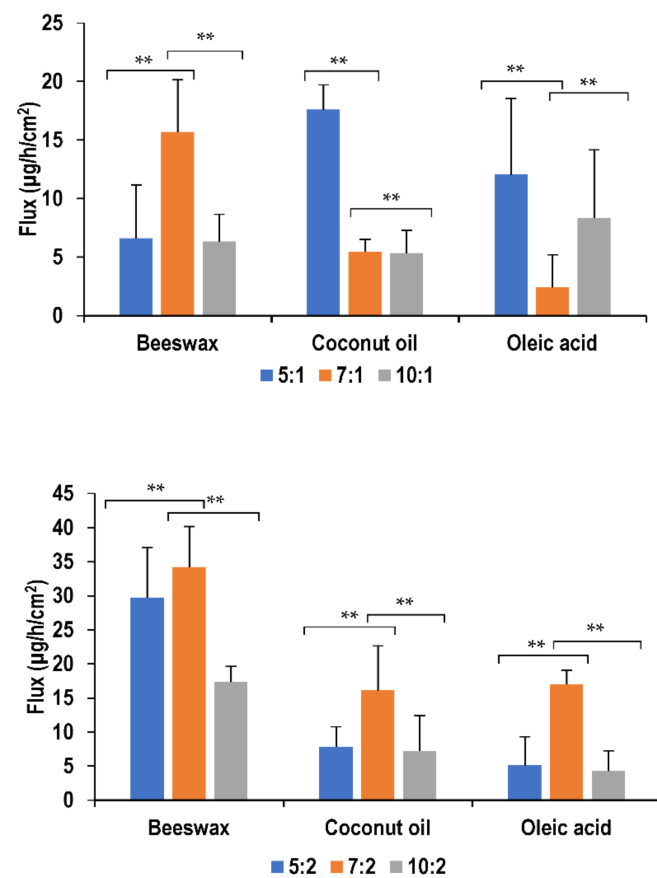 25
20
15
10
5
0
Flux (µg/h/cm²)
** ** ** ** ** **
Beeswax Coconut oil Oleic acid
5:1 7:1 10:1
45
40
35
30
25
20
15
10
5
0
Flux (µg/h/cm²)
** ** ** ** ** **
Beeswax Coconut oil Oleic acid
5:2 7:2 10:2